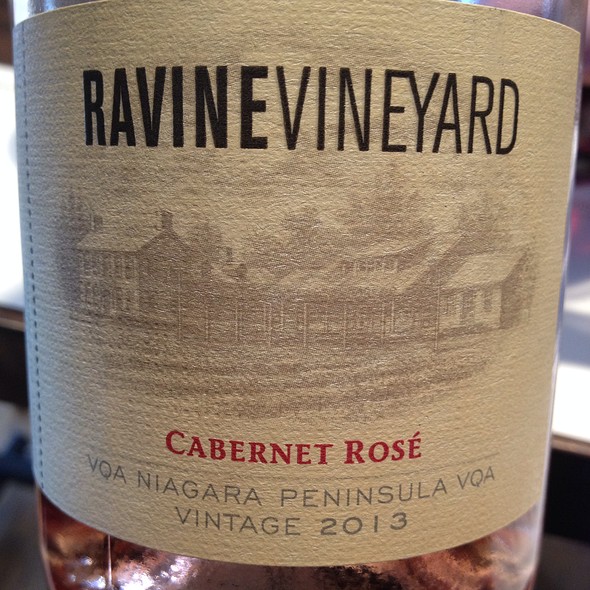 RAVINEVINEYARD
CABERNET ROSÉ
VQA NIAGARA PENINSULA VQA
VINTAGE 2013